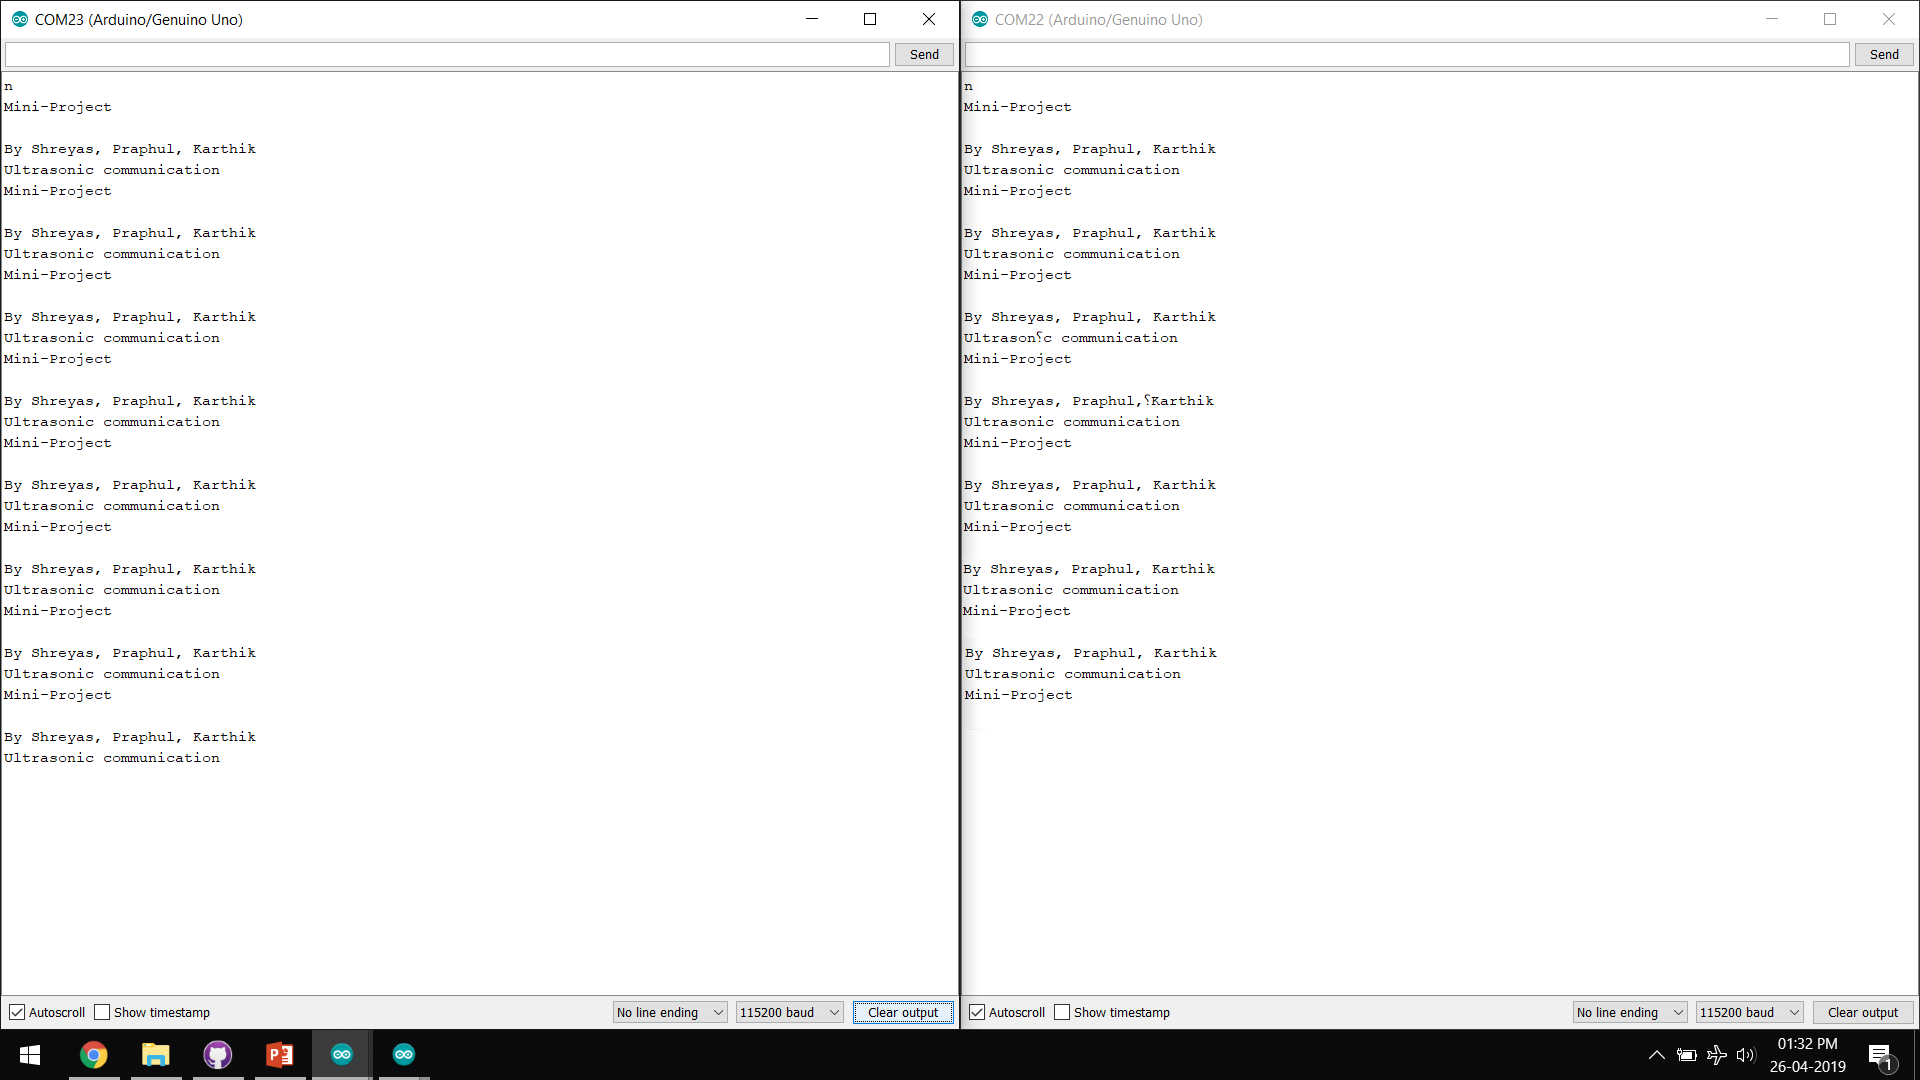 COM23 (Arduino/Genuino Uno)
Send
n
Mini-Project

By Shreyas, Praphul, Karthik
Ultrasonic communication
Mini-Project

By Shreyas, Praphul, Karthik
Ultrasonic communication
Mini-Project

By Shreyas, Praphul, Karthik
Ultrasonic communication
Mini-Project

By Shreyas, Praphul, Karthik
Ultrasonic communication
Mini-Project

By Shreyas, Praphul, Karthik
Ultrasonic communication
Mini-Project

By Shreyas, Praphul, Karthik
Ultrasonic communication
Mini-Project

By Shreyas, Praphul, Karthik
Ultrasonic communication
Mini-Project

By Shreyas, Praphul, Karthik
Ultrasonic communication
Autoscroll Show timestamp No line ending 115200 baud Clear output
COM22 (Arduino/Genuino Uno)
Send
n
Mini-Project

By Shreyas, Praphul, Karthik
Ultrasonic communication
Mini-Project

By Shreyas, Praphul, Karthik
Ultrasonic communication
Mini-Project

By Shreyas, Praphul, Karthik
Ultrason⸮c communication
Mini-Project

By Shreyas, Praphul,⸮Karthik
Ultrasonic communication
Mini-Project

By Shreyas, Praphul, Karthik
Ultrasonic communication
Mini-Project

By Shreyas, Praphul, Karthik
Ultrasonic communication
Mini-Project

By Shreyas, Praphul, Karthik
Ultrasonic communication
Mini-Project
Autoscroll Show timestamp No line ending 115200 baud Clear output
P
01:32 PM
26-04-2019
1